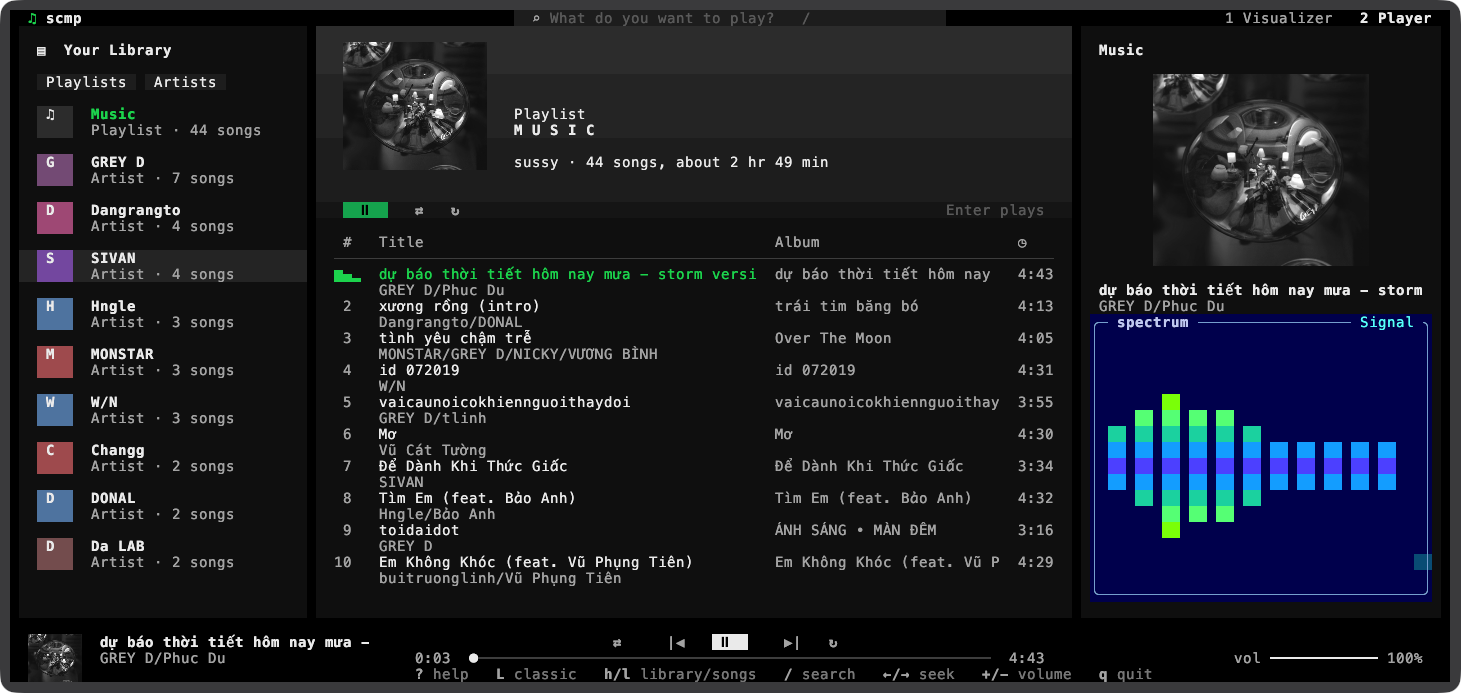 ♫ scmp
⌕ What do you want to play? /
1 Visualizer 2 Player
▤ Your Library
Playlists Artists
♫ Music
Playlist · 44 songs
G GREY D
Artist · 7 songs
D Dangrangto
Artist · 4 songs
S SIVAN
Artist · 4 songs
H Hngle
Artist · 3 songs
M MONSTAR
Artist · 3 songs
W W/N
Artist · 3 songs
C Changg
Artist · 2 songs
D DONAL
Artist · 2 songs
D Da LAB
Artist · 2 songs
Playlist
M U S I C
sussy · 44 songs, about 2 hr 49 min
⏸ ⇄ ↻ Enter plays
# Title Album ◷
dự báo thời tiết hôm nay mưa – storm versi dự báo thời tiết hôm nay 4:43
GREY D/Phuc Du
2 xương rồng (intro) trái tim băng bó 4:13
Dangrangto/DONAL
3 tình yêu chậm trễ Over The Moon 4:05
MONSTAR/GREY D/NICKY/VƯƠNG BÌNH
4 id 072019 id 072019 4:31
W/N
5 vaicaunoicokhiennguoithaydoi vaicaunoicokhiennguoithay 3:55
GREY D/tlinh
6 Mơ Mơ 4:30
Vũ Cát Tường
7 Để Dành Khi Thức Giấc Để Dành Khi Thức Giấc 3:34
SIVAN
8 Tìm Em (feat. Bảo Anh) Tìm Em (feat. Bảo Anh) 4:32
Hngle/Bảo Anh
9 toidaidot ÁNH SÁNG • MÀN ĐÊM 3:16
GREY D
10 Em Không Khóc (feat. Vũ Phụng Tiên) Em Không Khóc (feat. Vũ P 4:29
buitruonglinh/Vũ Phụng Tiên
Music
dự báo thời tiết hôm nay mưa – storm
GREY D/Phuc Du
spectrum Signal
dự báo thời tiết hôm nay mưa –
GREY D/Phuc Du
⇄ |◀ ⏸ ▶| ↻
0:03 4:43
vol 100%
? help L classic h/l library/songs / search ←/→ seek +/− volume q quit